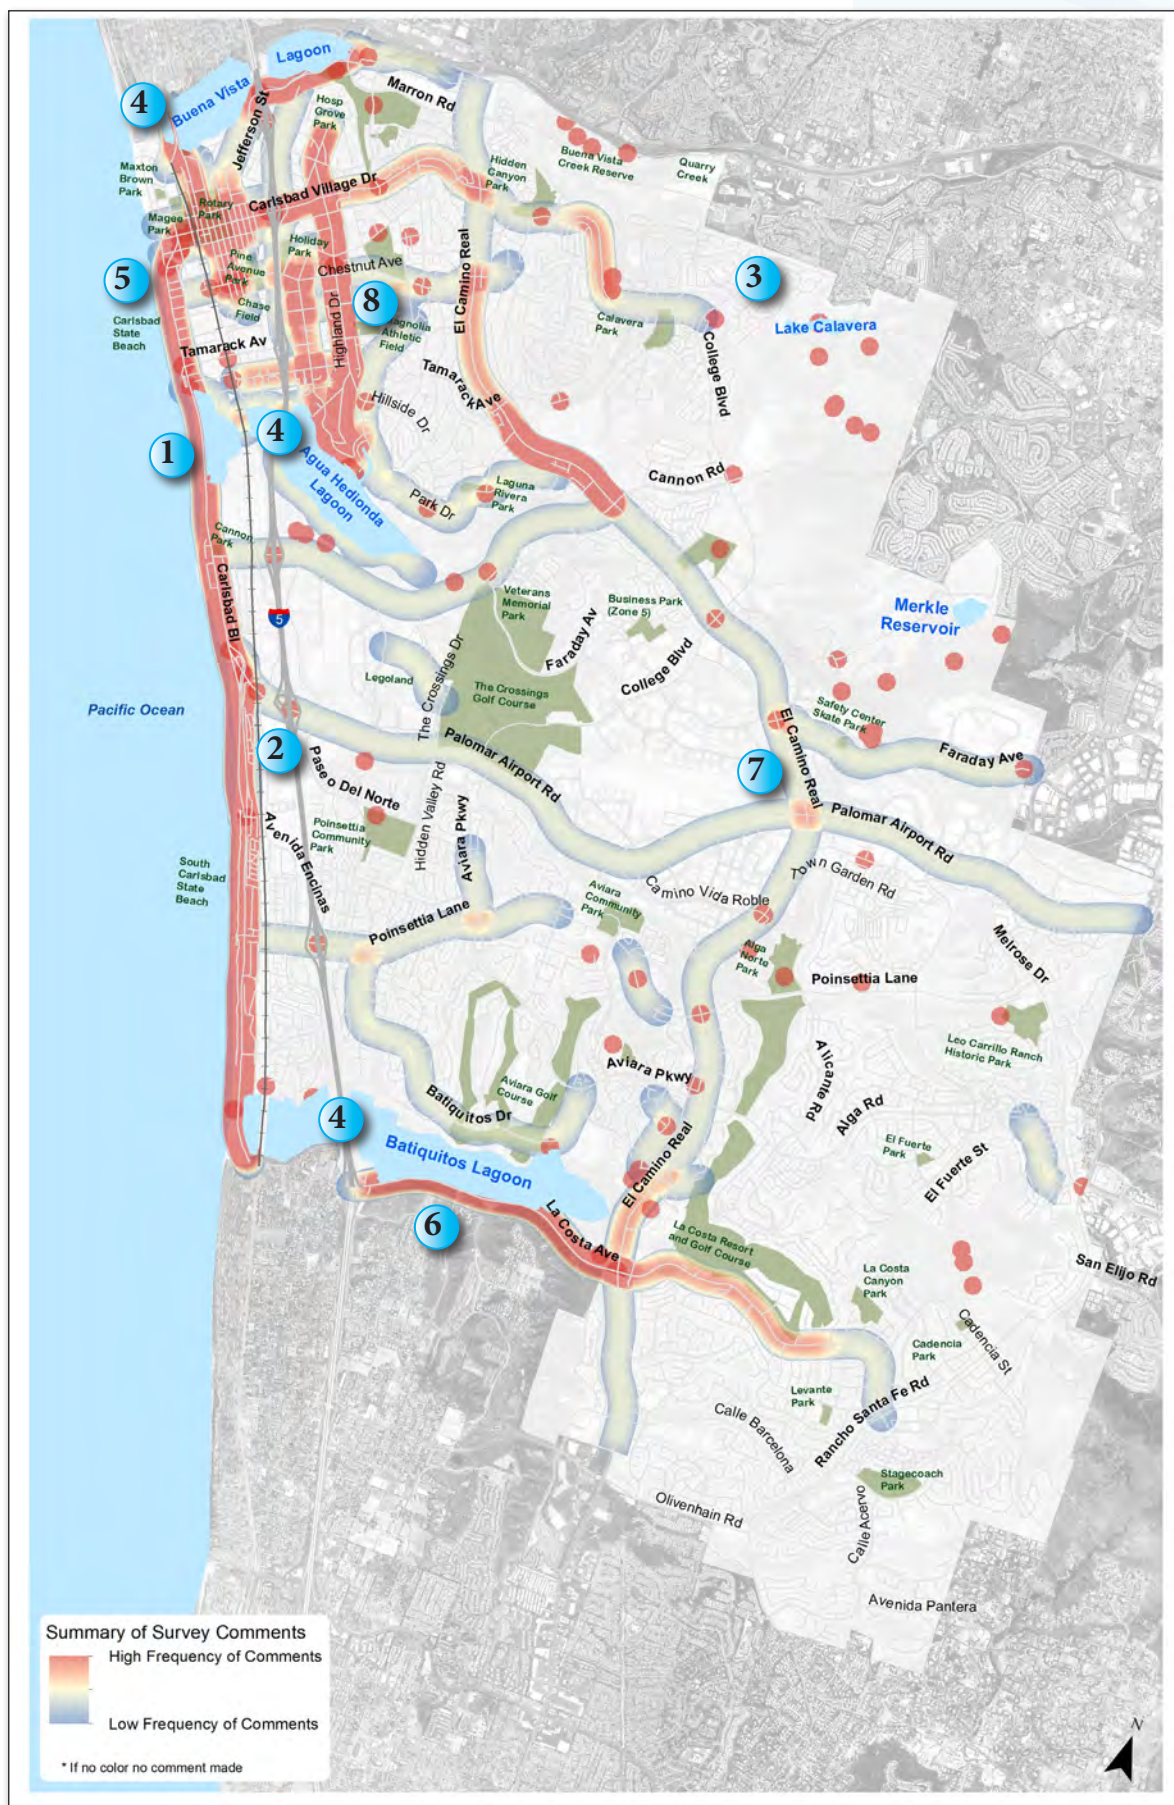 Lagoon
Buena Vista
4
Marron Rd
Jefferson St
Hosp
Grove
Park
Maxton
Brown
Park
Magee
Park
Rotary
Park
Carlsbad Village Dr
Hidden
Canyon
Park
Buena Vista
Creek Reserve
Quarry
Creek
Pine
Avenue
Park
Holiday
Park
Chestnut Ave
El Camino Real
5
8
3
Carlsbad
State
Beach
Chase
Field
Highland Dr
Magnolia
Athletic
Field
Calavera
Park
Lake Calavera
College Blvd
Tamarack Av
Tamarack Ave
Hillside Dr
1
4
Agua Hedionda
Lagoon
Park Dr
Laguna
Rivera
Park
Cannon Rd
Cannon
Park
Carlsbad Bl
5
Veterans
Memorial
Park
Faraday Av
Business Park
(Zone 5)
College Blvd
Merkle
Reservoir
Legoland
The Crossings Dr
The Crossings
Golf Course
Pacific Ocean
Safety Center
Skate Park
El Camino Real
Faraday Ave
2
7
Paseo Del Norte
Palomar Airport Rd
Palomar Airport Rd
Hidden Valley Rd
Aviara Pkwy
Poinsettia
Community
Park
Avenida Encinas
South
Carlsbad
State
Beach
Town Garden Rd
Camino Vida Roble
Aviara
Community
Park
Poinsettia Lane
Alga
Norte
Park
Poinsettia Lane
Melrose Dr
Leo Carrillo Ranch
Historic Park
Aviara Pkwy
Alicante Rd
Alga Rd
Aviara Golf
Course
Batiquitos Dr
4
Batiquitos Lagoon
El Camino Real
El Fuerte
Park
El Fuerte St
6
La Costa Ave
La Costa Resort
and Golf Course
La Costa
Canyon
Park
San Elijo Rd
Cadencia St
Cadencia
Park
Levante
Park
Rancho Santa Fe Rd
Calle Barcelona
Stagecoach
Park
Olivenhain Rd
Calle Acervo
Avenida Pantera
Summary of Survey Comments
High Frequency of Comments
Low Frequency of Comments
* If no color no comment made
N